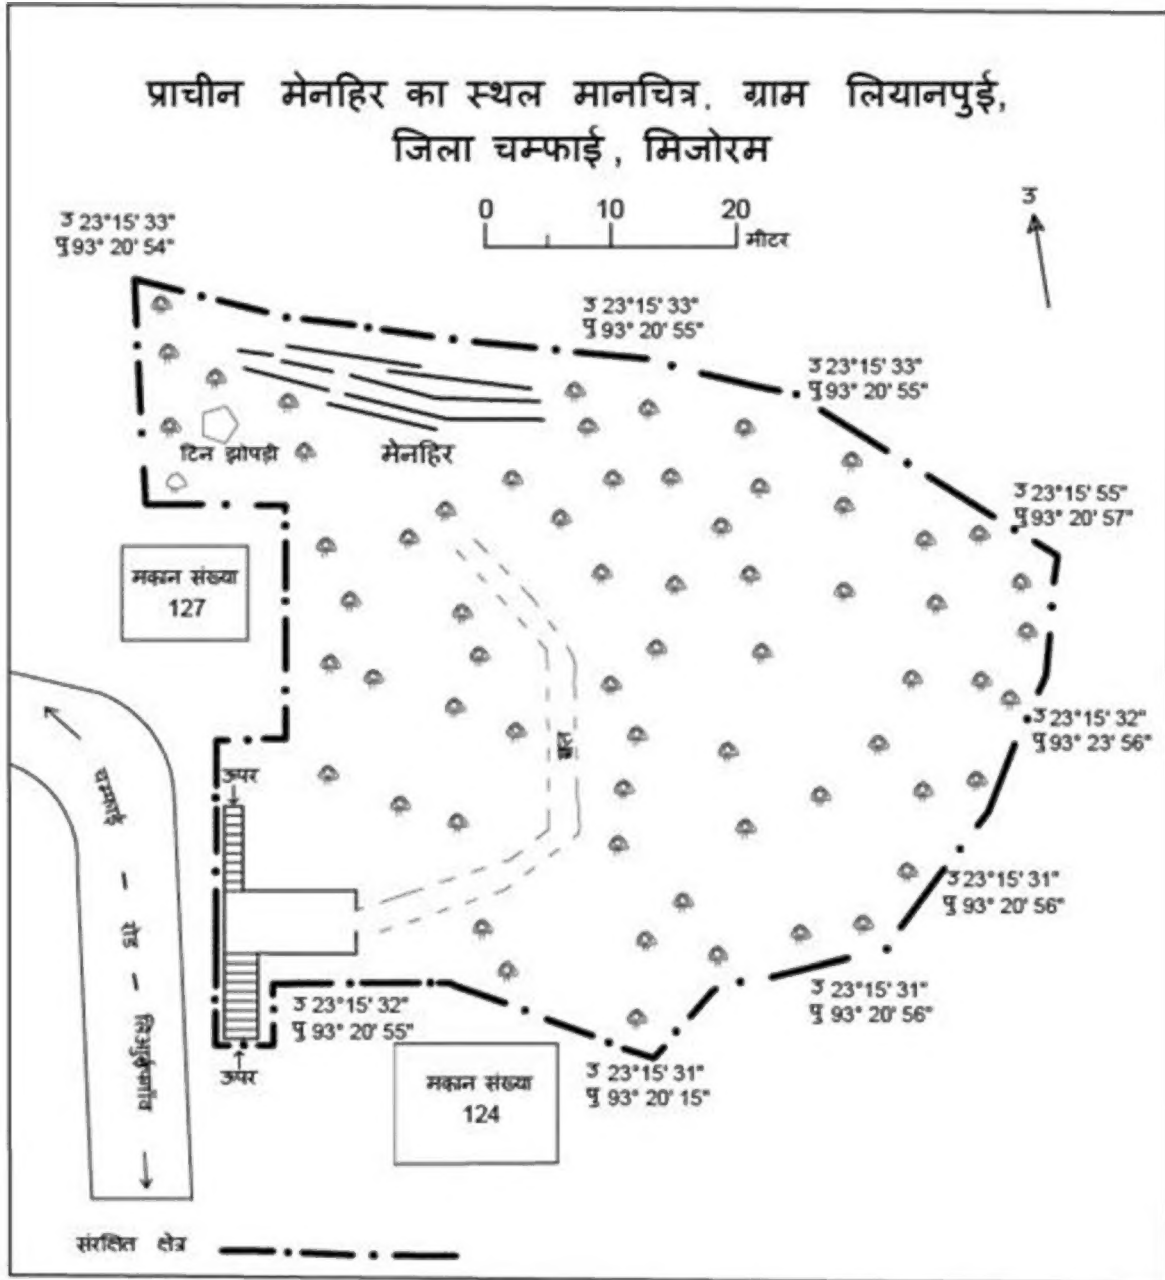 प्राचीन मेनहिर का स्थल मानचित्र. ग्राम लियानपुई,
जिला चम्फाई, मिजोरम
0 10 20
मीटर
उ
उ 23°15' 33"
पु 93° 20' 54"
उ 23°15' 33"
पु 93° 20' 55"
उ 23°15' 33"
पु 93° 20' 55"
टिन झोपड़ी
मेनहिर
उ 23°15' 55"
पु 93° 20' 57"
मकान संख्या
127
उ 23°15' 32"
पु 93° 23' 56"
ऊपर
चम्फाई — रोड —
उ 23°15' 31"
पु 93° 20' 56"
उ 23°15' 31"
पु 93° 20' 56"
उ 23°15' 32"
पु 93° 20' 55"
ऊपर
मकान संख्या
124
उ 23°15' 31"
पु 93° 20' 15"
संरक्षित क्षेत्र